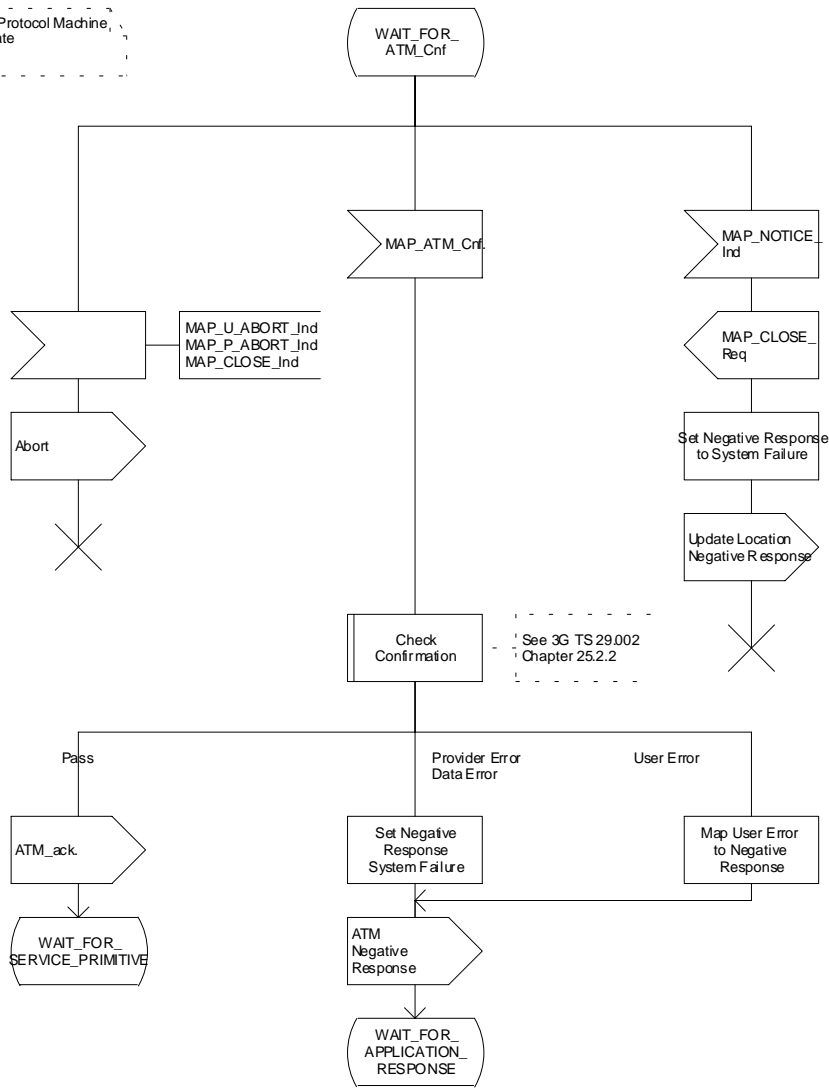 Protocol Machine
WAIT_FOR_
ATM_Cnf
MAP_ATM_Cnf.
MAP_NOTICE_
Ind
MAP_U_ABORT_Ind
MAP_P_ABORT_Ind
MAP_CLOSE_Ind
MAP_CLOSE_
Req
Abort
Set Negative Response
to System Failure
Update Location
Negative Response
Check
Confirmation
See 3G TS 29.002
Chapter 25.2.2
Pass
Provider Error
Data Error
User Error
ATM_ack.
Set Negative
Response
System Failure
Map User Error
to Negative
Response
WAIT_FOR_
SERVICE_PRIMITIVE
ATM
Negative
Response
WAIT_FOR_
APPLICATION_
RESPONSE